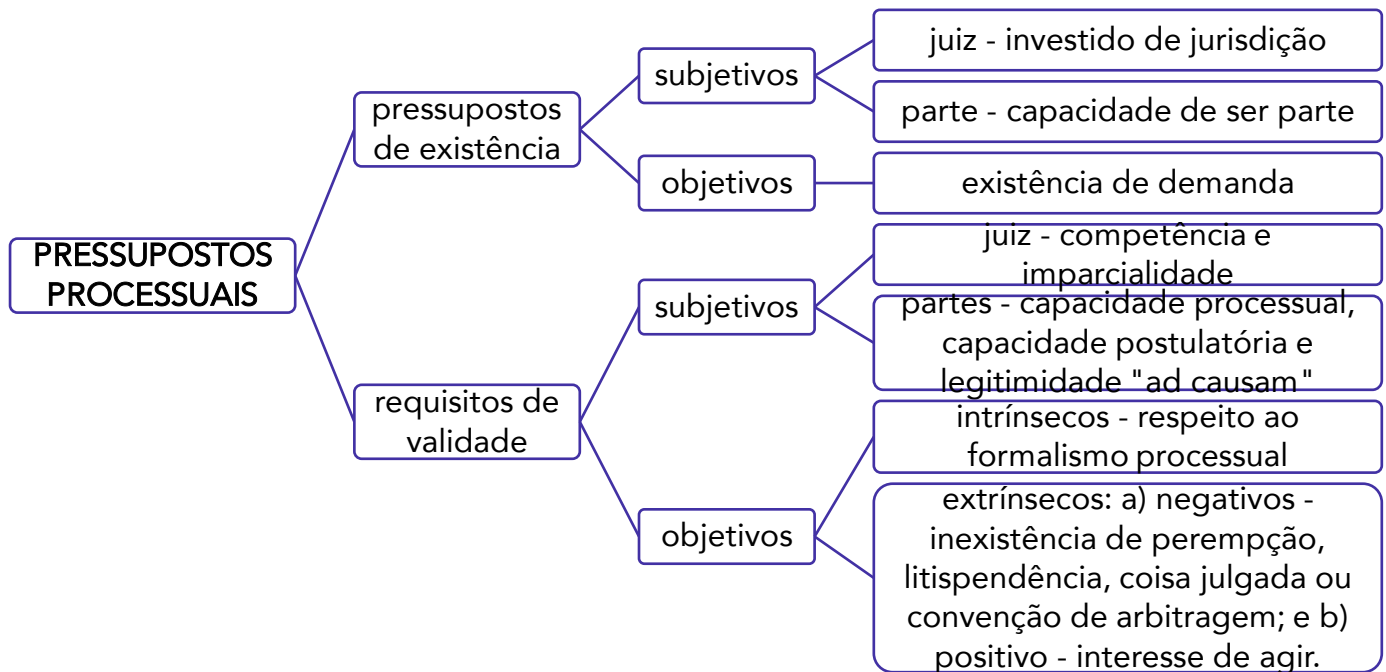 PRESSUPOSTOS
PROCESSUAIS
pressupostos
de existência
subjetivos
juiz - investido de jurisdição
parte - capacidade de ser parte
objetivos
existência de demanda
requisitos de
validade
subjetivos
juiz - competência e
imparcialidade
partes - capacidade processual,
capacidade postulatória e
legitimidade "ad causam"
objetivos
intrínsecos - respeito ao
formalismo processual
extrínsecos: a) negativos -
inexistência de perempção,
litispendência, coisa julgada ou
convenção de arbitragem; e b)
positivo - interesse de agir.